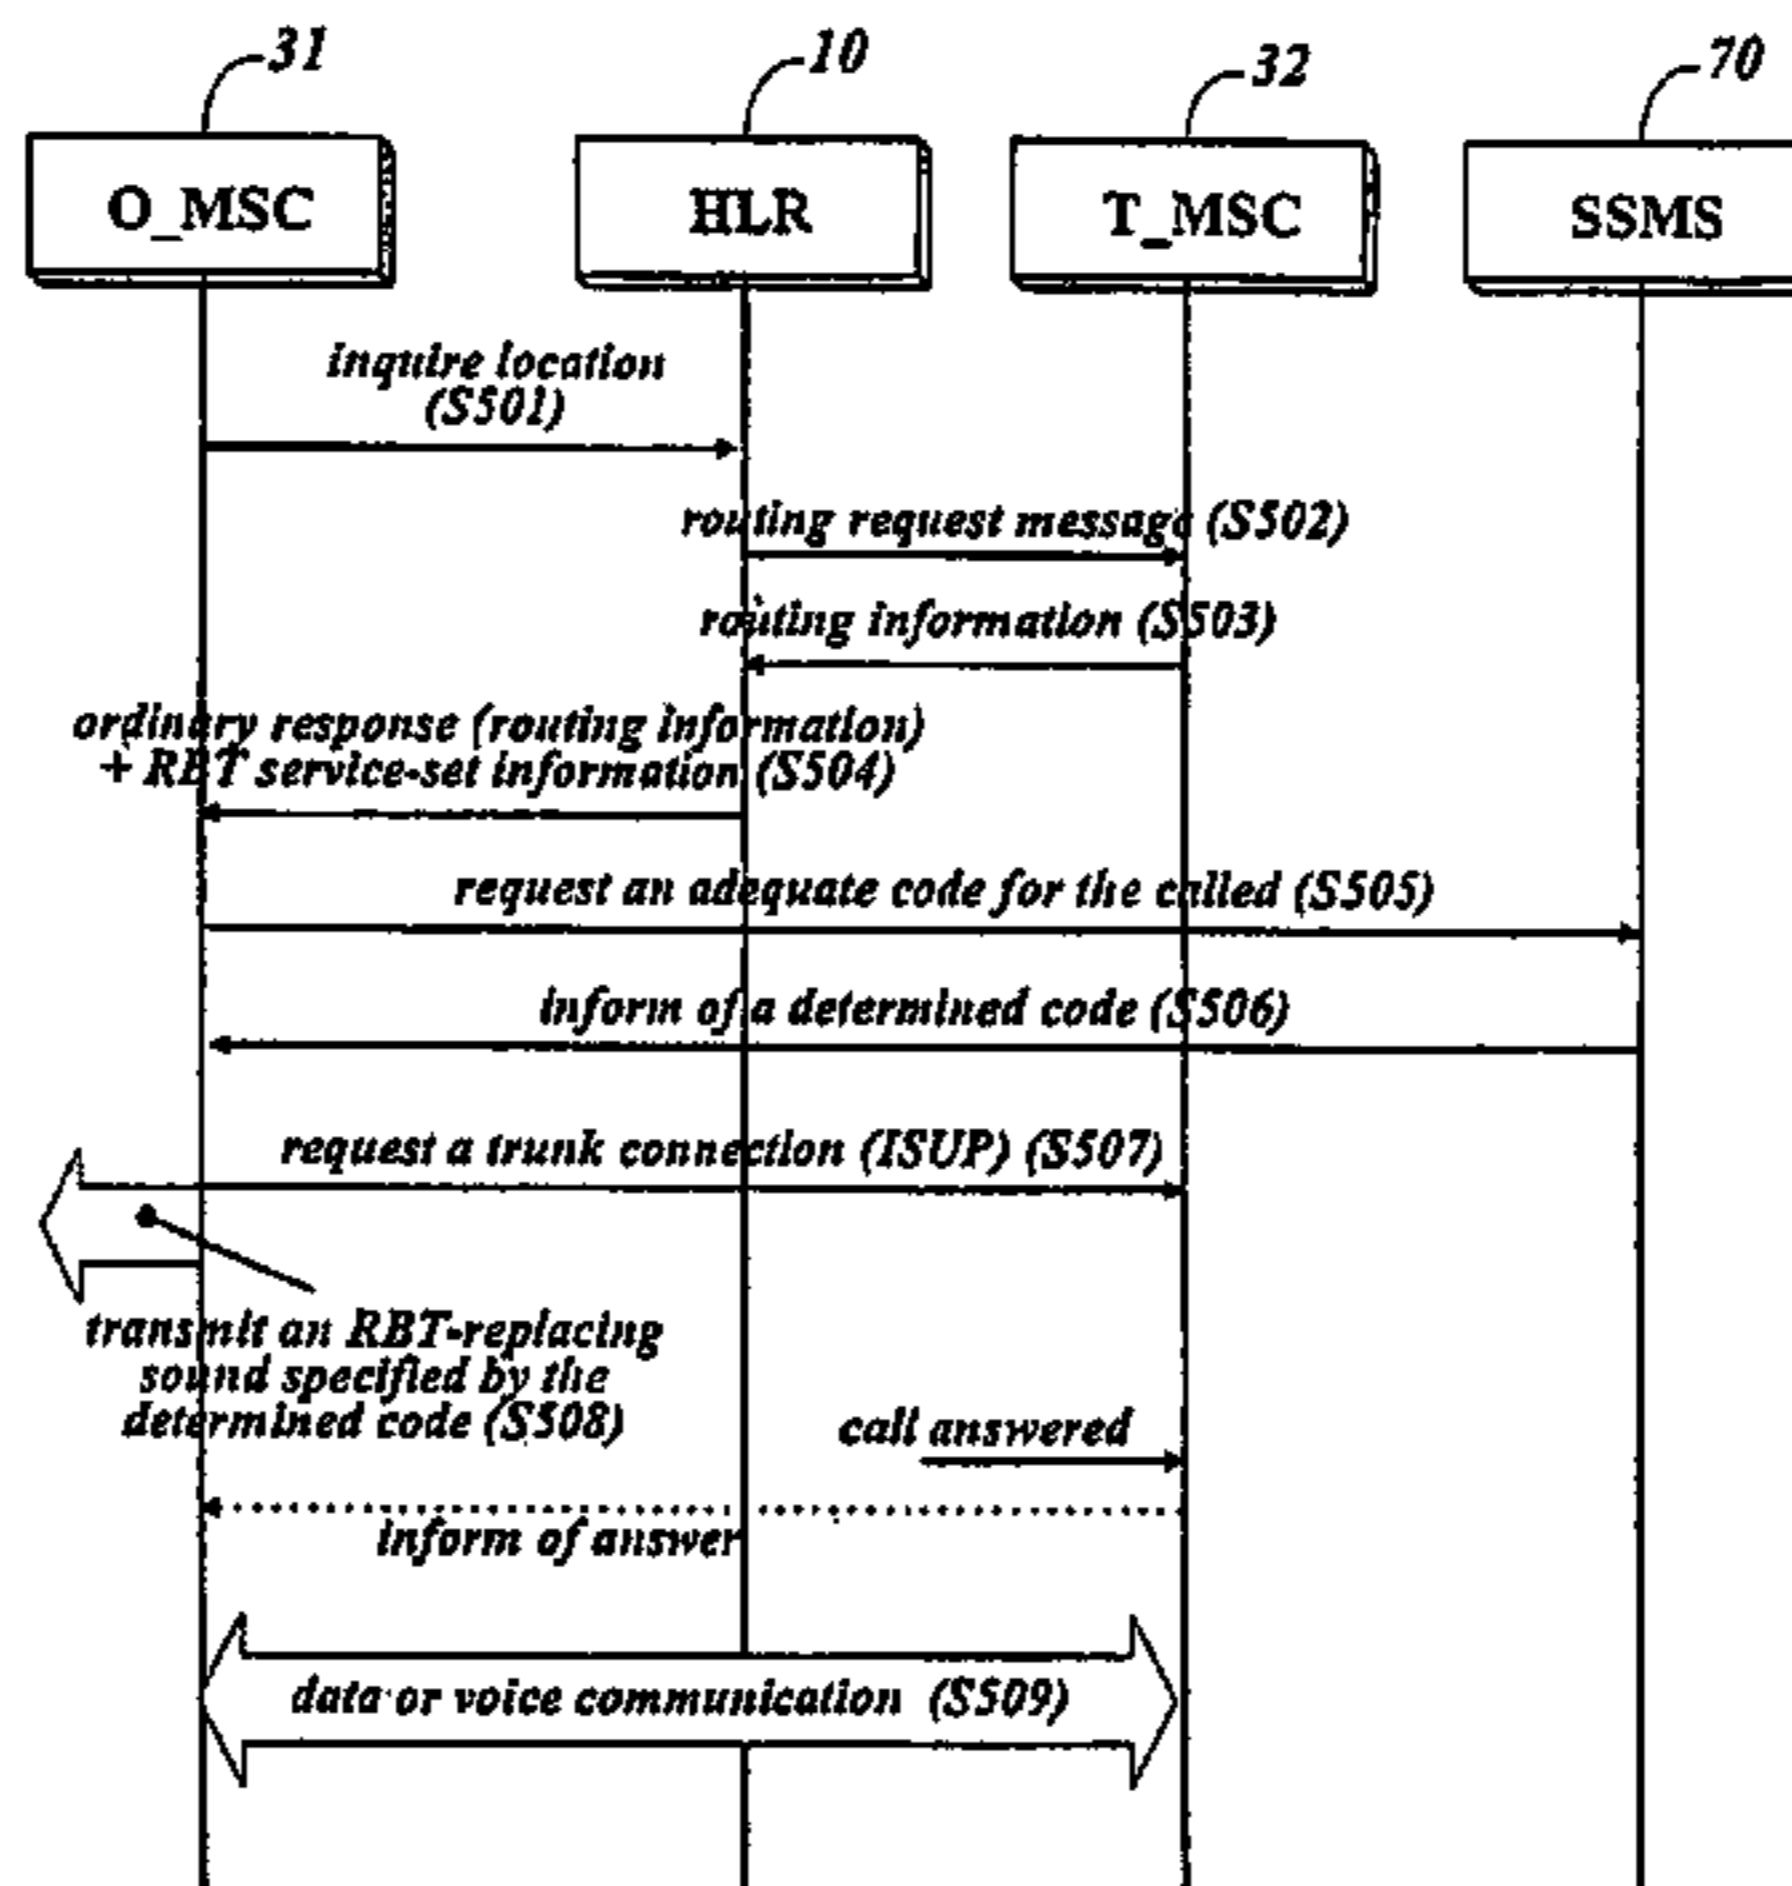 31
10
32
70
O_MSC
HLR
T_MSC
SSMS
inquire location
(S501)
routing request message (S502)
routing information (S503)
ordinary response (routing information)
+ RBT service-set information (S504)
request an adequate code for the called (S505)
inform of a determined code (S506)
request a trunk connection (ISUP) (S507)
transmit an RBT-replacing
sound specified by the
determined code (S508)
call answered
inform of answer
data or voice communication (S509)